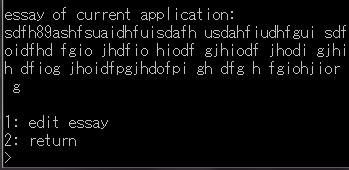 essay of current application:
sdfh89ashfsuaidhfuisdafh usdahfiudhfgui sdf
oidfhd fgio jhdfio hiodf gjhiodf jhodi gjhi
h dfiog jhoidfpgjhdofpi gh dfg h fgiohjior
g
1: edit essay
2: return
>